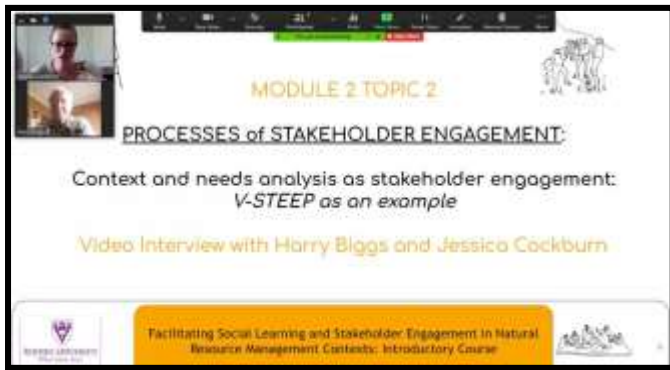 MODULE 2 TOPIC 2
PROCESSES of STAKEHOLDER ENGAGEMENT:
Context and needs analysis as stakeholder engagement:
V-STEEP as an example
Video Interview with Harry Biggs and Jessica Cockburn
Facilitating Social Learning and Stakeholder Engagement in Natural
Resource Management Contexts: Introductory Course
RHODES UNIVERSITY